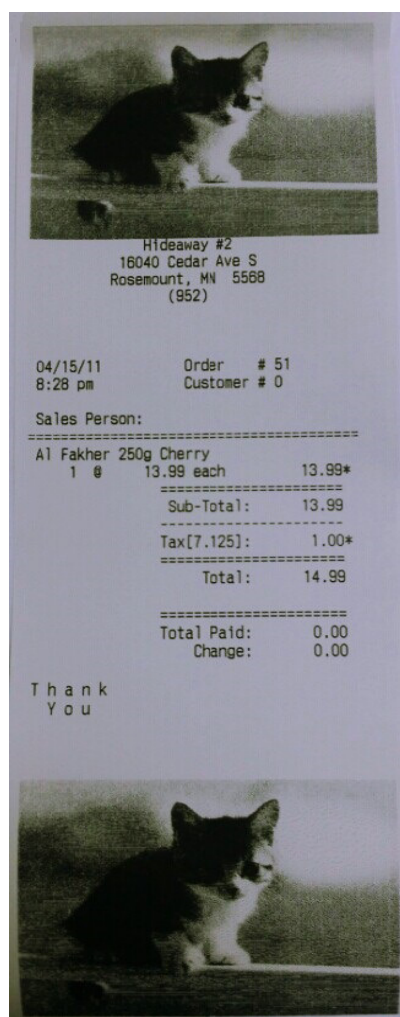 Hideaway #2
16040 Cedar Ave S
Rosemount, MN 5568
(952)
04/15/11 Order # 51
8:28 pm Customer # 0
Sales Person:
===========================================
Al Fakher 250g Cherry
1 @ 13.99 each 13.99*
========================
Sub-Total: 13.99
------------------------
Tax[7.125]: 1.00*
========================
Total: 14.99
========================
Total Paid: 0.00
Change: 0.00
T h a n k
Y o u